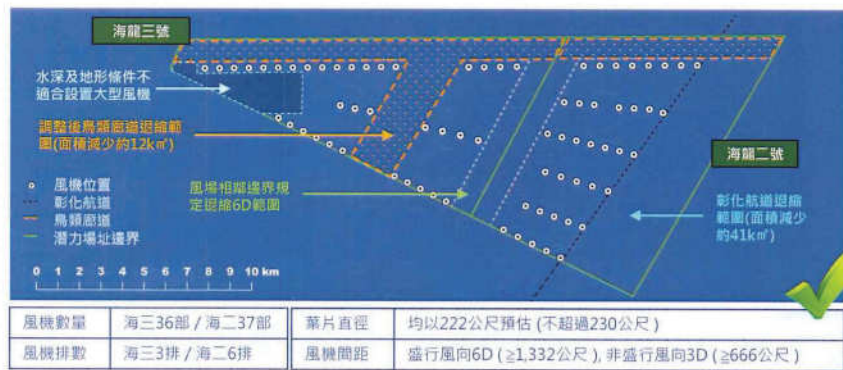 海龍三號
水深及地形條件不
適合設置大型風機
調整後鳥類廊道退縮範
圍(面積減少約12k㎡)
風機位置
彰化航道
鳥類廊道
潛力場址邊界
0 1 2 3 4 5 6 7 8 9 10 km
風場相鄰邊界規
定退縮6D範圍
海龍二號
彰化航道退縮
範圍(面積減少
約41k㎡)
風機數量 海三36部 / 海二37部 葉片直徑 均以222公尺預估 (不超過230公尺)
風機排數 海三3排 / 海二6排 風機間距 盛行風向6D (≧1,332公尺), 非盛行風向3D (≧666公尺)